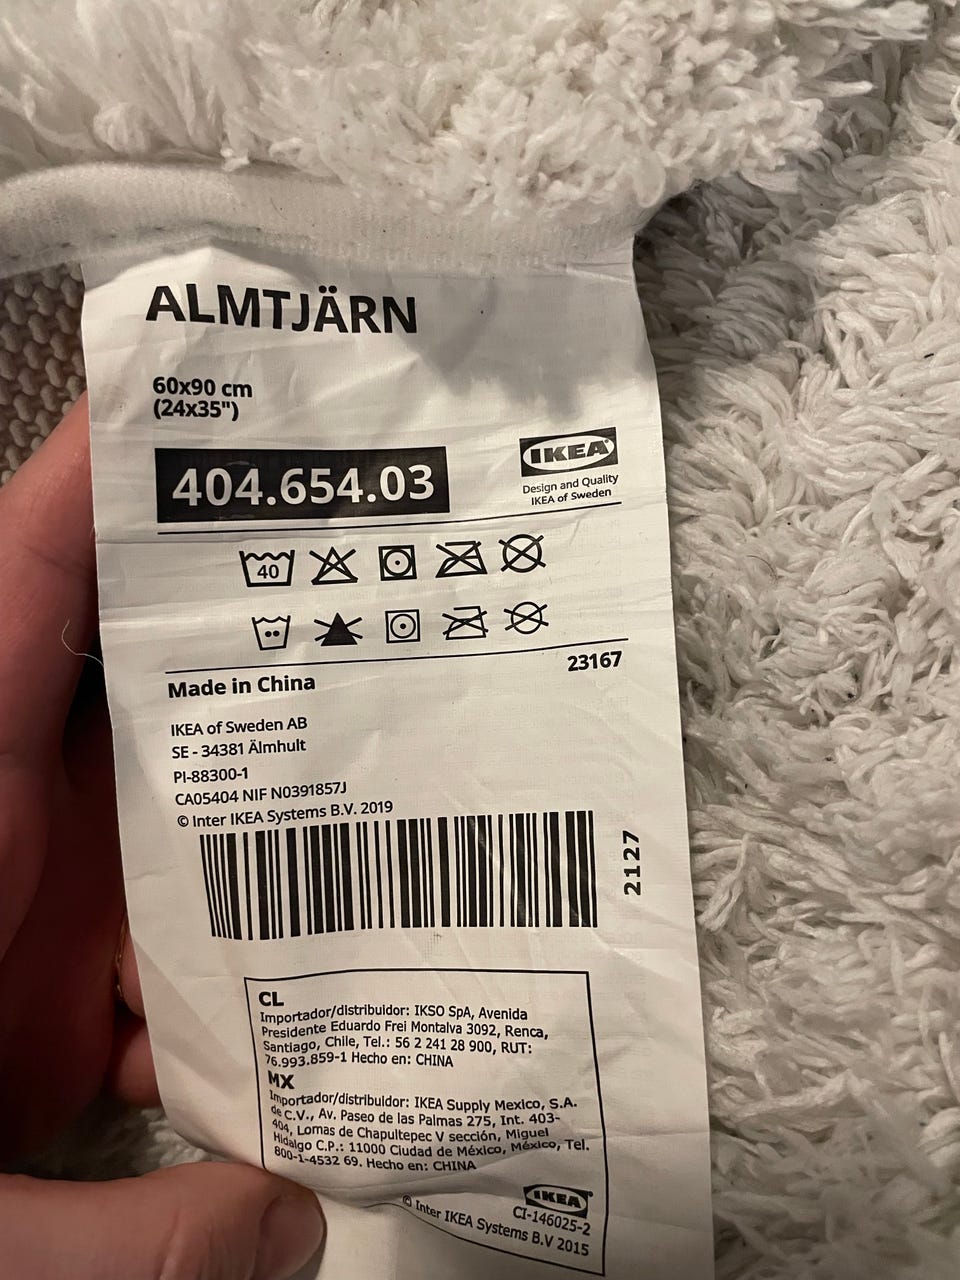 ALMTJÄRN
60x90 cm
(24x35")
404.654.03
IKEA
Design and Quality
IKEA of Sweden
40
23167
Made in China
IKEA of Sweden AB
SE - 34381 Älmhult
PI-88300-1
CA05404 NIF N0391857J
© Inter IKEA Systems B.V. 2019
2127
CL
Importador/distribuidor: IKSO SpA, Avenida
Presidente Eduardo Frei Montalva 3092, Renca,
Santiago, Chile, Tel.: 56 2 241 28 900, RUT:
76.993.859-1 Hecho en: CHINA
MX
Importador/distribuidor: IKEA Supply Mexico, S.A.
de C.V., Av. Paseo de las Palmas 275, Int. 403-
404, Lomas de Chapultepec V sección, Miguel
Hidalgo C.P.: 11000 Ciudad de México, México, Tel.
800-1-4532 69. Hecho en: CHINA
IKEA
CI-146025-2
© Inter IKEA Systems B.V 2015